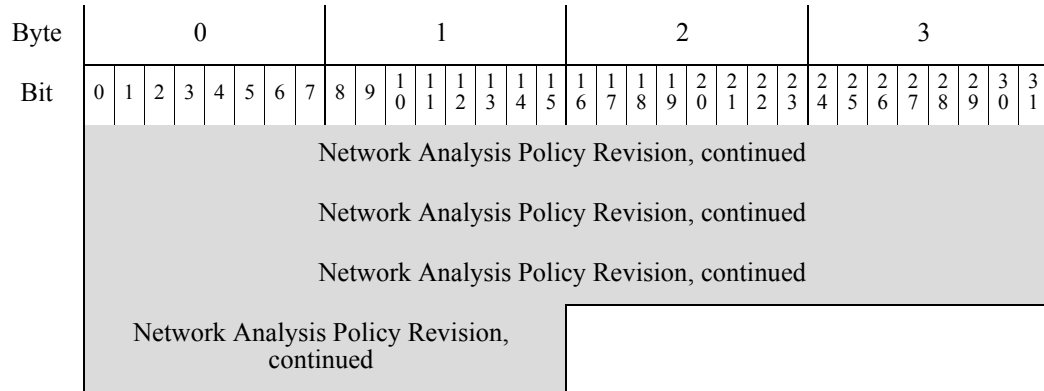 Byte 0 1 2 3
Bit 0 1 2 3 4 5 6 7 8 9 10 11 12 13 14 15 16 17 18 19 20 21 22 23 24 25 26 27 28 29 30 31
Network Analysis Policy Revision, continued
Network Analysis Policy Revision, continued
Network Analysis Policy Revision, continued
Network Analysis Policy Revision,
continued